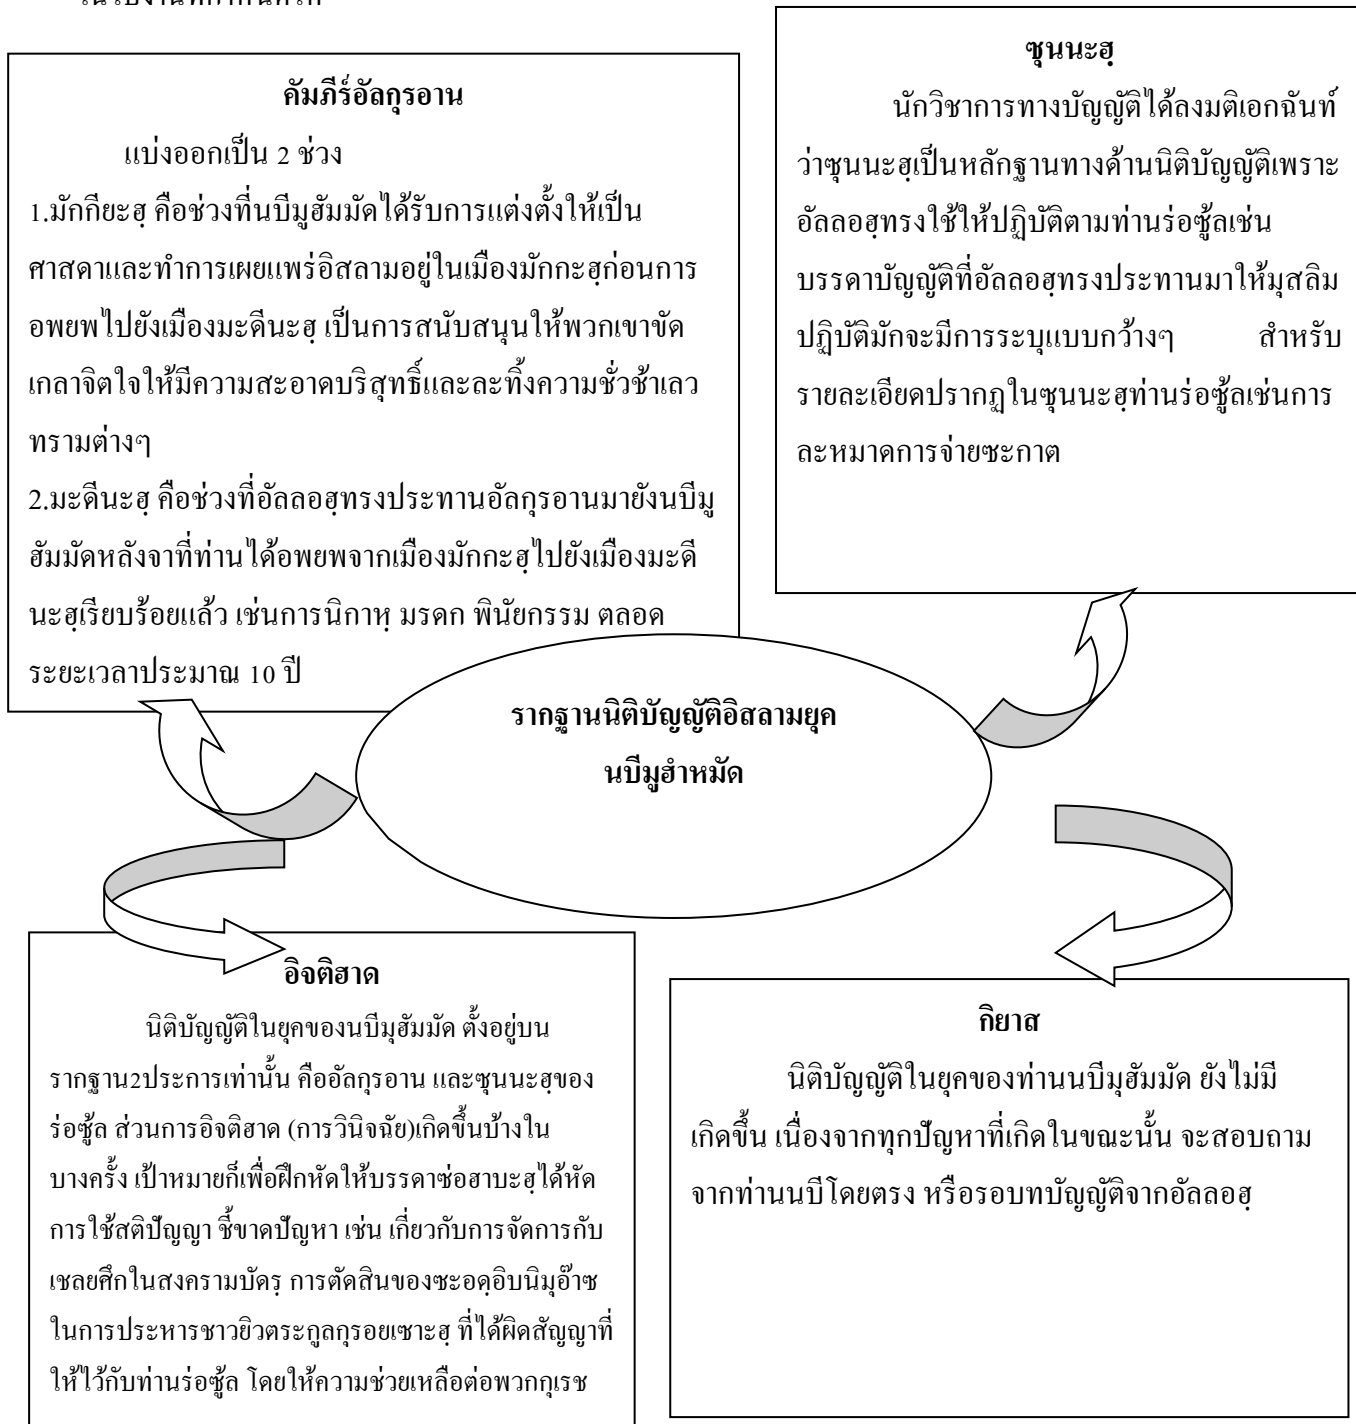 คัมภีร์อัลกุรอาน
แบ่งออกเป็น 2 ช่วง
1.มักกียะฮฺ คือช่วงที่นบีมูฮัมมัดได้รับการแต่งตั้งให้เป็น
ศาสดาและทำการเผยแพร่อิสลามอยู่ในเมืองมักกะฮฺก่อนการ
อพยพไปยังเมืองมะดีนะฮฺ เป็นการสนับสนุนให้พวกเขาขัด
เกลาจิตใจให้มีความสะอาดบริสุทธิ์และละทิ้งความชั่วช้าเลว
ทรามต่างๆ
2.มะดีนะฮฺ คือช่วงที่อัลลอฮฺทรงประทานอัลกุรอานมายังนบีมู
ฮัมมัดหลังจาที่ท่านได้อพยพจากเมืองมักกะฮฺไปยังเมืองมะดี
นะฮฺเรียบร้อยแล้ว เช่นการนิกาหฺ มรดก พินัยกรรม ตลอด
ระยะเวลาประมาณ 10 ปี
ซุนนะฮฺ
นักวิชาการทางบัญญัติได้ลงมติเอกฉันท์
ว่าซุนนะฮฺเป็นหลักฐานทางด้านนิติบัญญัติเพราะ
อัลลอฮฺทรงใช้ให้ปฏิบัติตามท่านร่อซู้ลเช่น
บรรดาบัญญัติที่อัลลอฮฺทรงประทานมาให้มุสลิม
ปฏิบัติมักจะมีการระบุแบบกว้างๆ สำหรับ
รายละเอียดปรากฏในซุนนะฮฺท่านร่อซู้ลเช่นการ
ละหมาดการจ่ายซะกาต
รากฐานนิติบัญญัติอิสลามยุค
นบีมูฮำหมัด
อิจติฮาด
นิติบัญญัติในยุคของนบีมุฮัมมัด ตั้งอยู่บน
รากฐาน2ประการเท่านั้น คืออัลกุรอาน และซุนนะฮฺของ
ร่อซู้ล ส่วนการอิจติฮาด (การวินิจฉัย)เกิดขึ้นบ้างใน
บางครั้ง เป้าหมายก็เพื่อฝึกหัดให้บรรดาซ่อฮาบะฮฺได้หัด
การใช้สติปัญญา ชี้ขาดปัญหา เช่น เกี่ยวกับการจัดการกับ
เชลยศึกในสงครามบัดรฺ การตัดสินของซะอดฺอิบนิมุอ๊าซ
ในการประหารชาวยิวตระกูลกุรอยเซาะฮฺ ที่ได้ผิดสัญญาที่
ให้ไว้กับท่านร่อซู้ล โดยให้ความช่วยเหลือต่อพวกกุเรช
กิยาส
นิติบัญญัติในยุคของท่านนบีมุฮัมมัด ยังไม่มี
เกิดขึ้น เนื่องจากทุกปัญหาที่เกิดในขณะนั้น จะสอบถาม
จากท่านนบีโดยตรง หรือรอบทบัญญัติจากอัลลอฮฺ